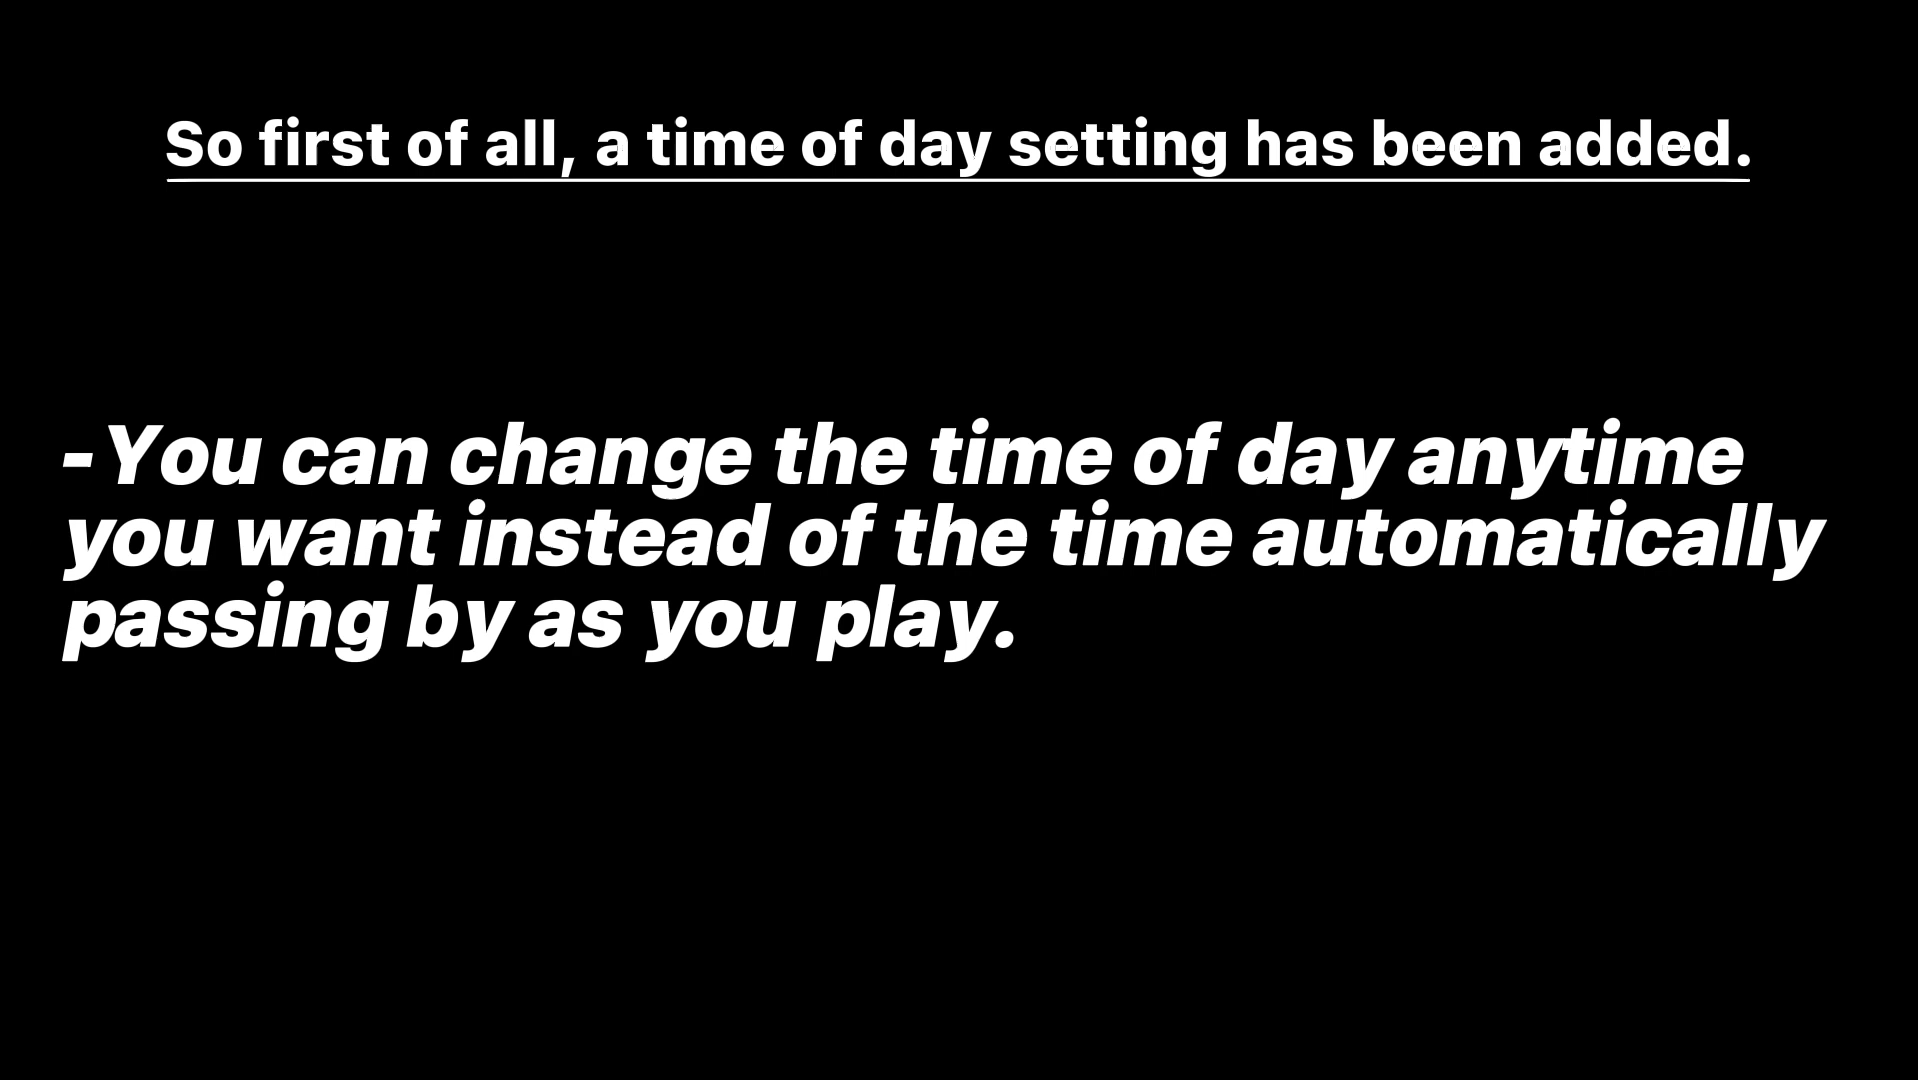 So first of all, a time of day setting has been added.
-You can change the time of day anytime
you want instead of the time automatically
passing by as you play.